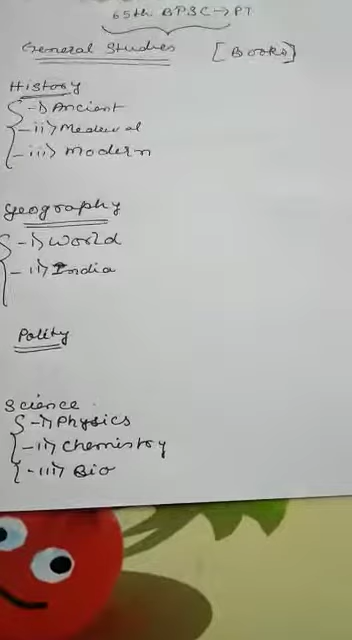 65th BPSC → PT
General Studies [Books]
History
- i) Ancient
- ii) Medieval
- iii) Modern
Geography
- i) World
- ii) India
Polity
Science
- i) Physics
- ii) Chemistry
- iii) Bio